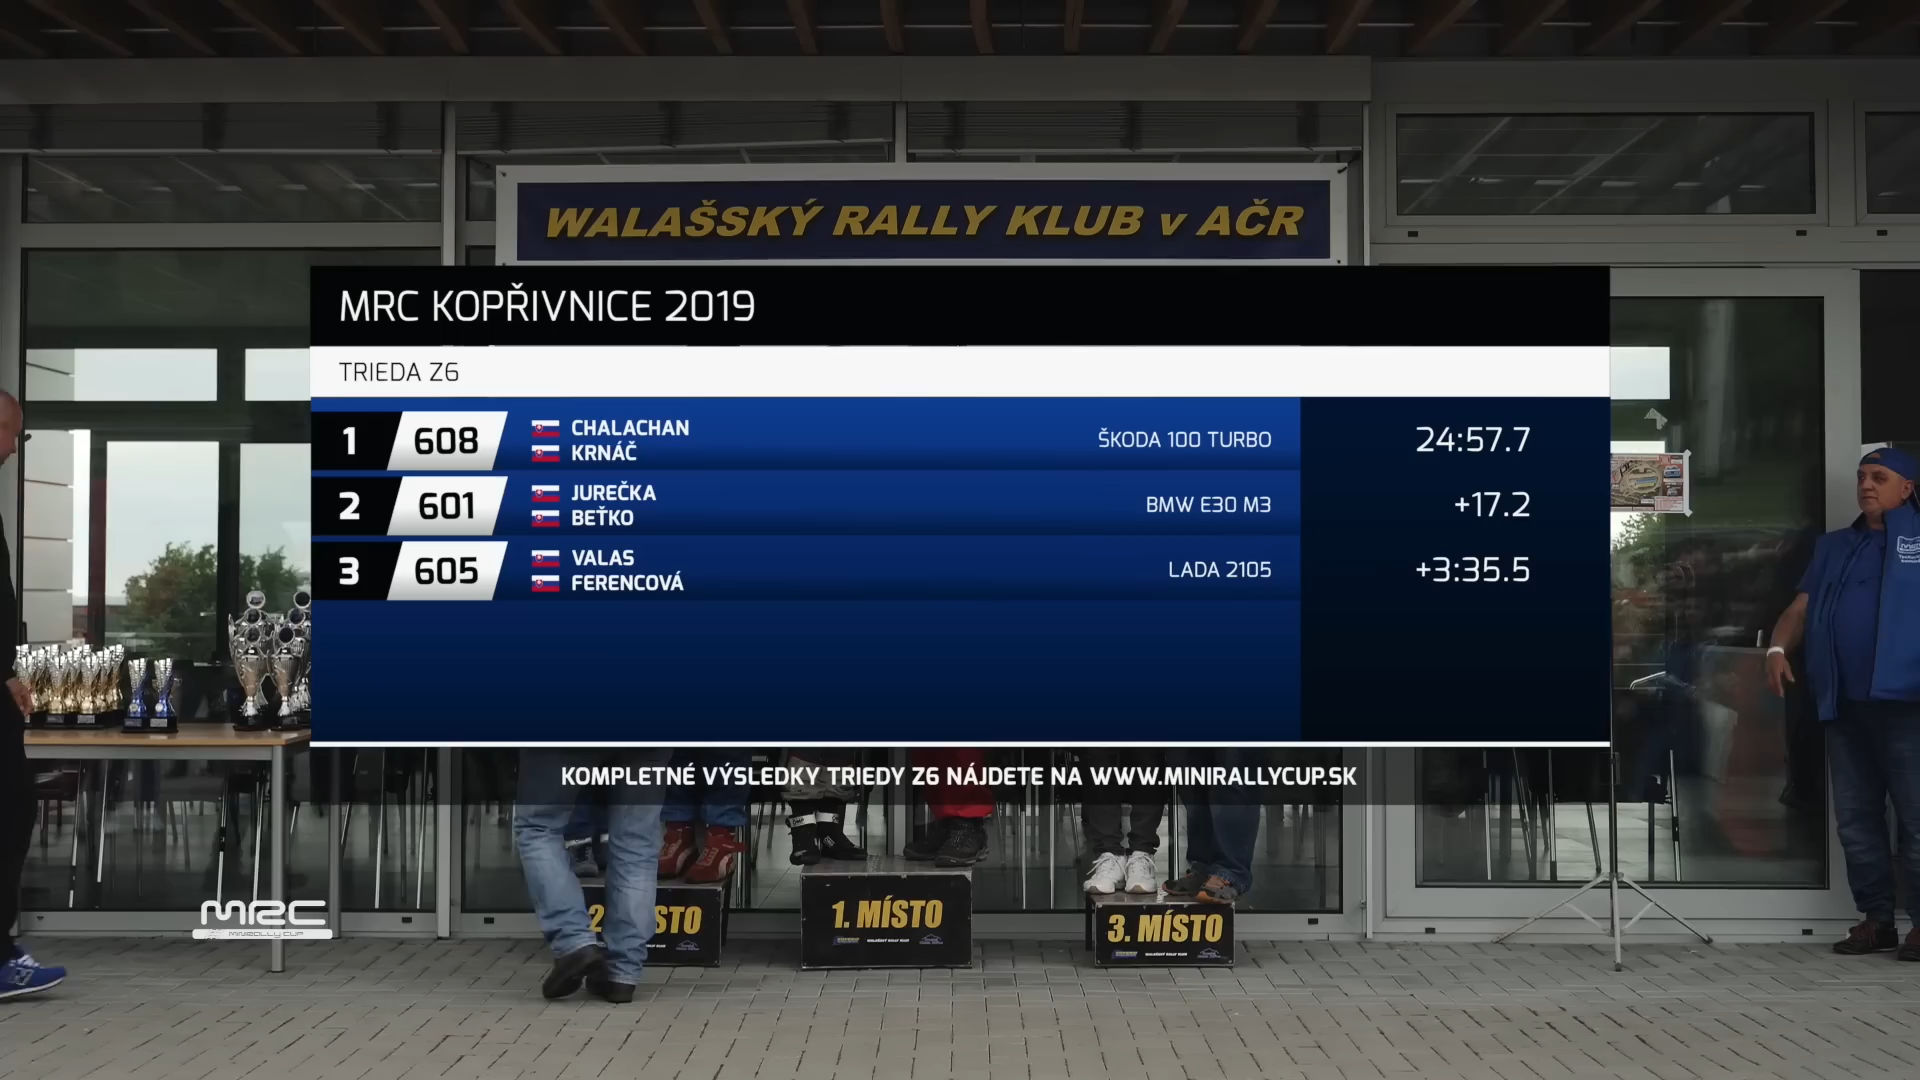 WALAŠSKÝ RALLY KLUB v AČR
MRC KOPŘIVNICE 2019
TRIEDA Z6
1 608 CHALACHAN KRNÁČ ŠKODA 100 TURBO 24:57.7
2 601 JUREČKA BEŤKO BMW E30 M3 +17.2
3 605 VALAS FERENCOVÁ LADA 2105 +3:35.5
KOMPLETNÉ VÝSLEDKY TRIEDY Z6 NÁJDETE NA WWW.MINIRALLYCUP.SK
MRC
MINIRALLY CUP
1. MÍSTO
3. MÍSTO